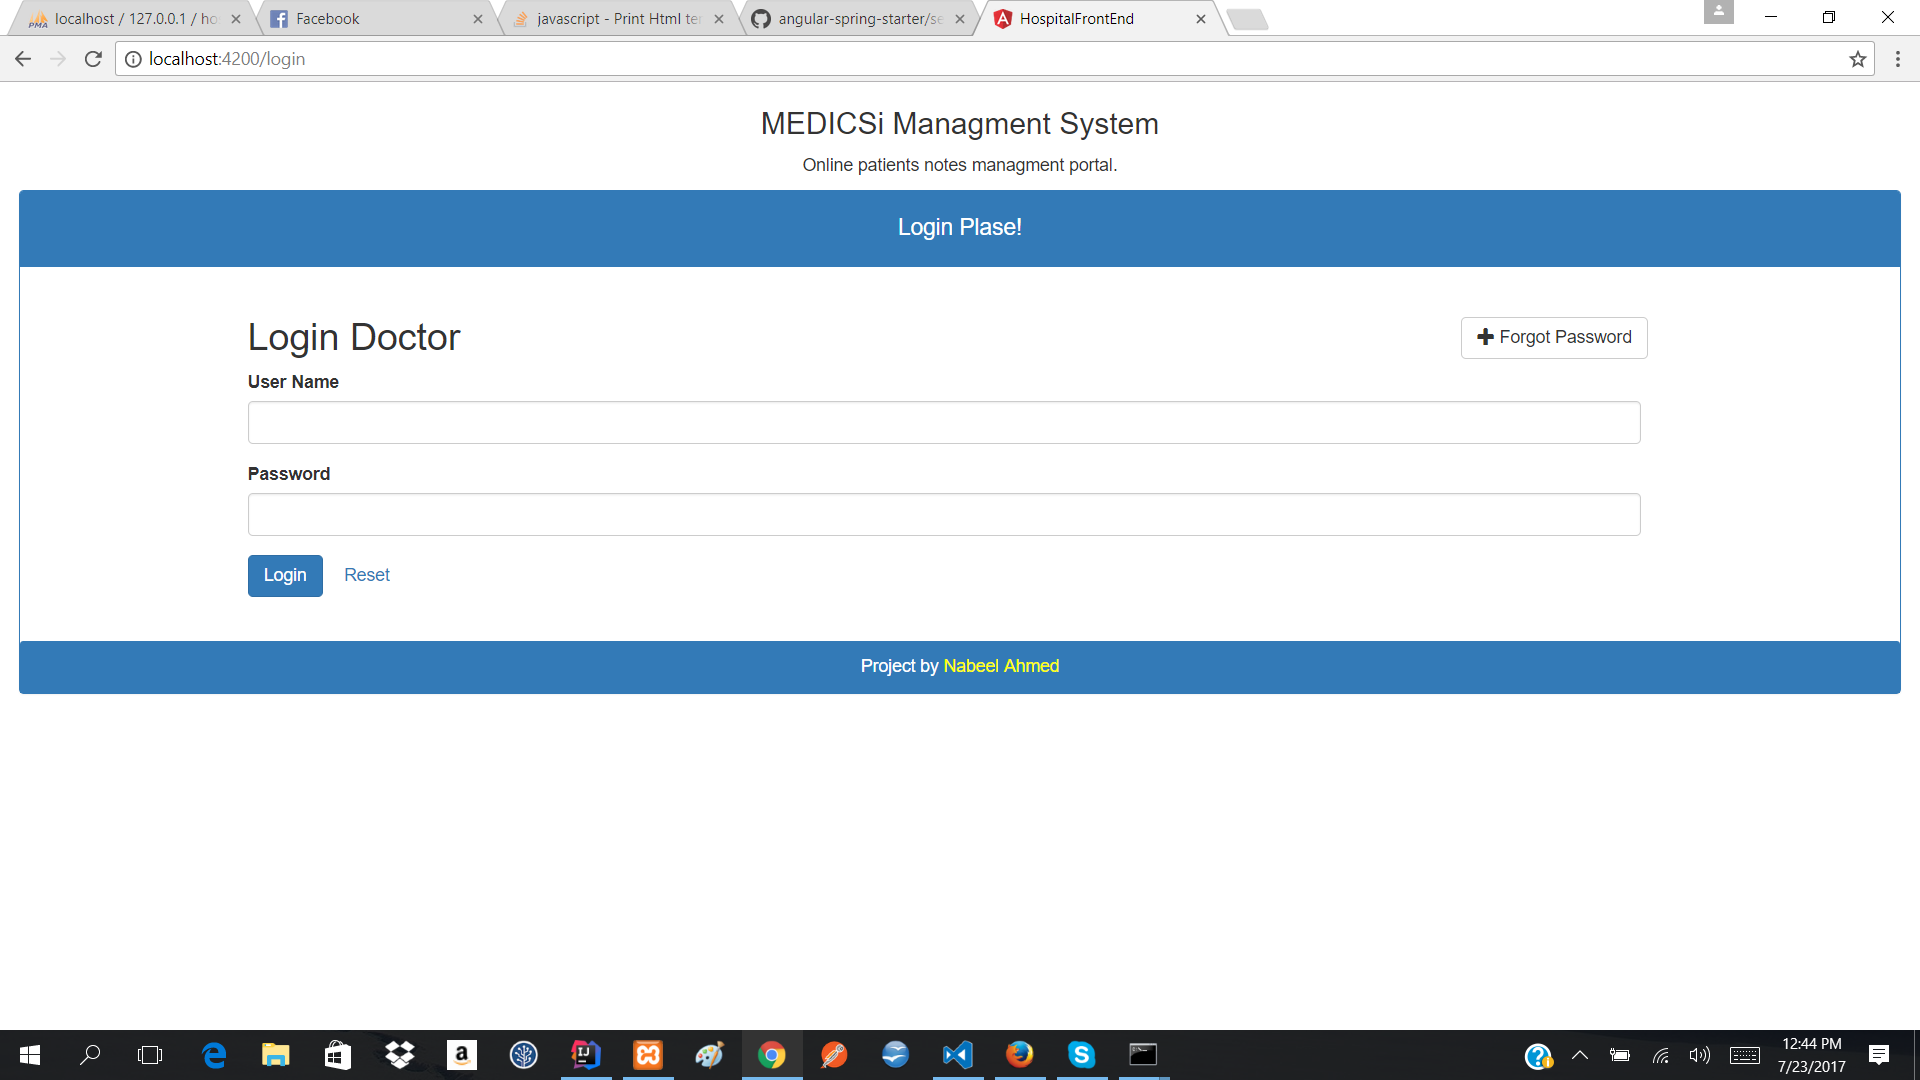 localhost / 127.0.0.1 / ho
Facebook
javascript - Print Html te
angular-spring-starter/se
HospitalFrontEnd
localhost:4200/login
MEDICSi Managment System
Online patients notes managment portal.
Login Plase!
Login Doctor
Forgot Password
User Name
Password
Login
Reset
Project by Nabeel Ahmed
12:44 PM
7/23/2017